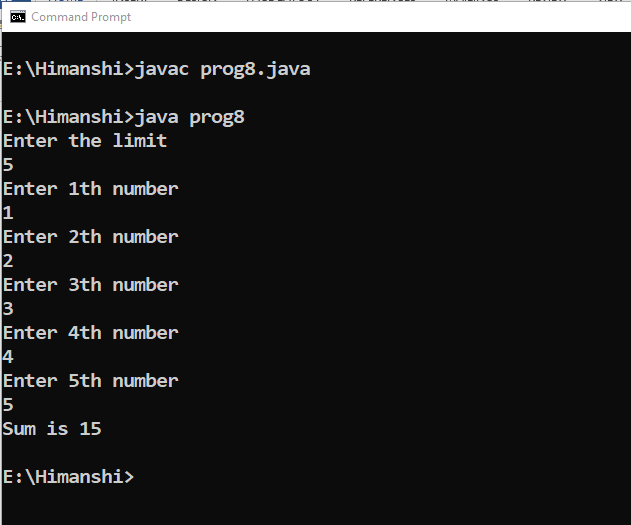 Command Prompt
E:\Himanshi>javac prog8.java
E:\Himanshi>java prog8
Enter the limit
5
Enter 1th number
1
Enter 2th number
2
Enter 3th number
3
Enter 4th number
4
Enter 5th number
5
Sum is 15
E:\Himanshi>